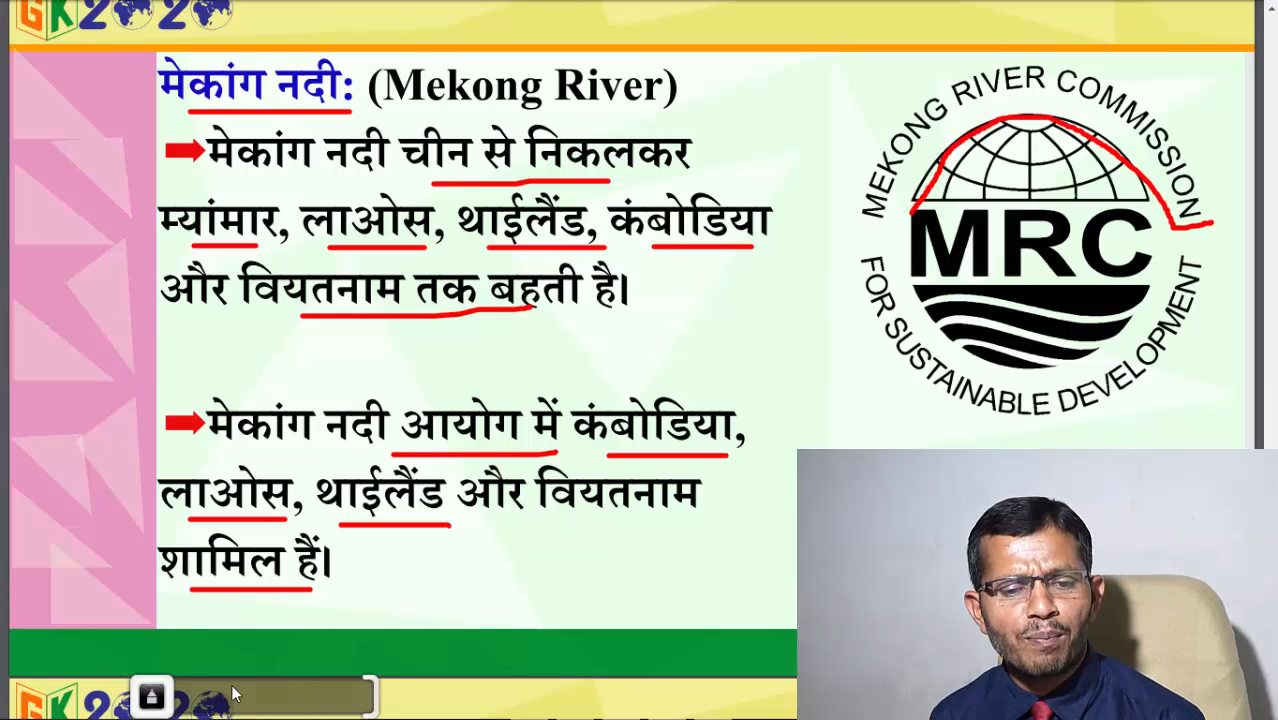 GK2020
मेकांग नदी: (Mekong River)
➡मेकांग नदी चीन से निकलकर
म्यांमार, लाओस, थाईलैंड, कंबोडिया
और वियतनाम तक बहती है।
➡मेकांग नदी आयोग में कंबोडिया,
लाओस, थाईलैंड और वियतनाम
शामिल हैं।
MEKONG RIVER COMMISSION
MRC
FOR SUSTAINABLE DEVELOPMENT
GK2020